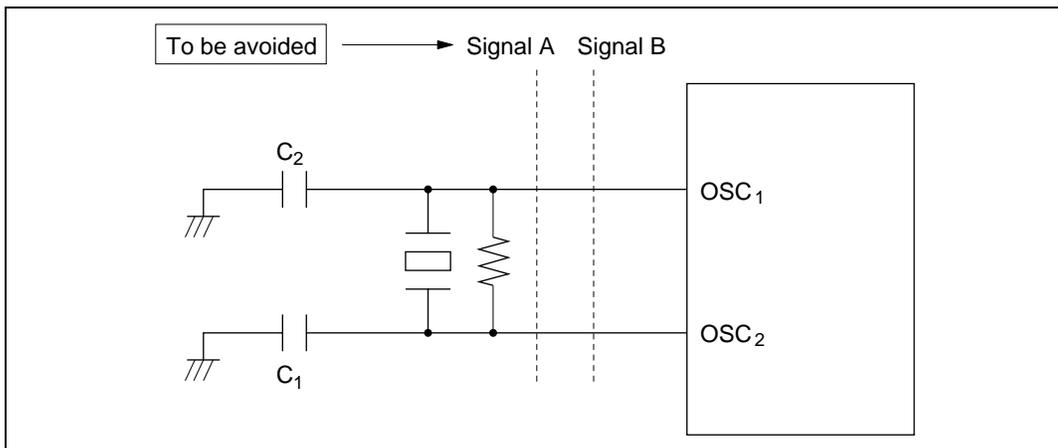 To be avoided
Signal A
Signal B
C2
OSC1
OSC2
C1